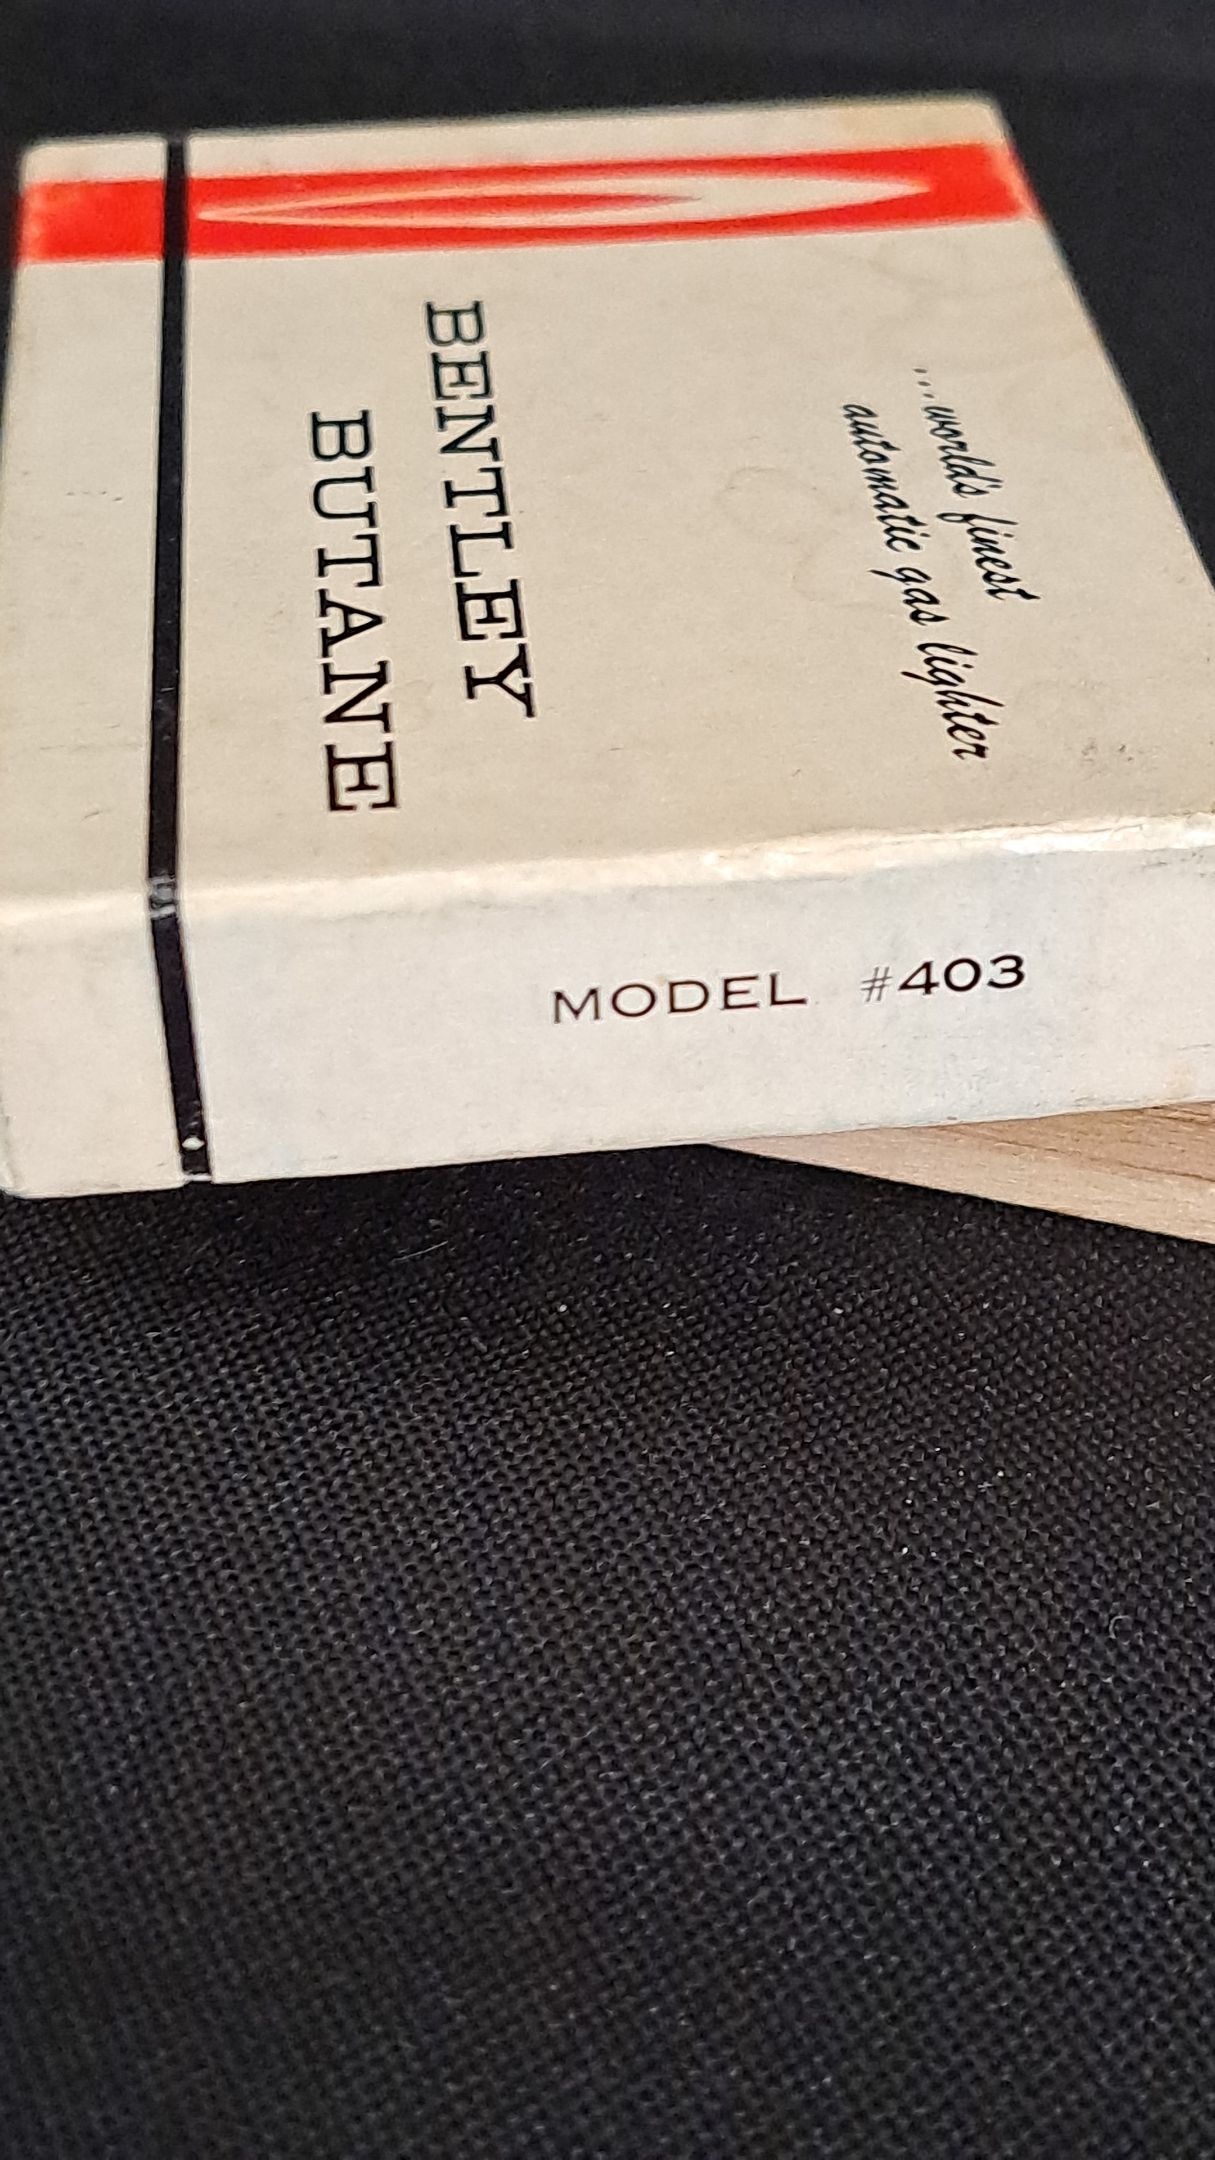 BENTLEY
BUTANE
...world's finest
automatic gas lighter
MODEL #403